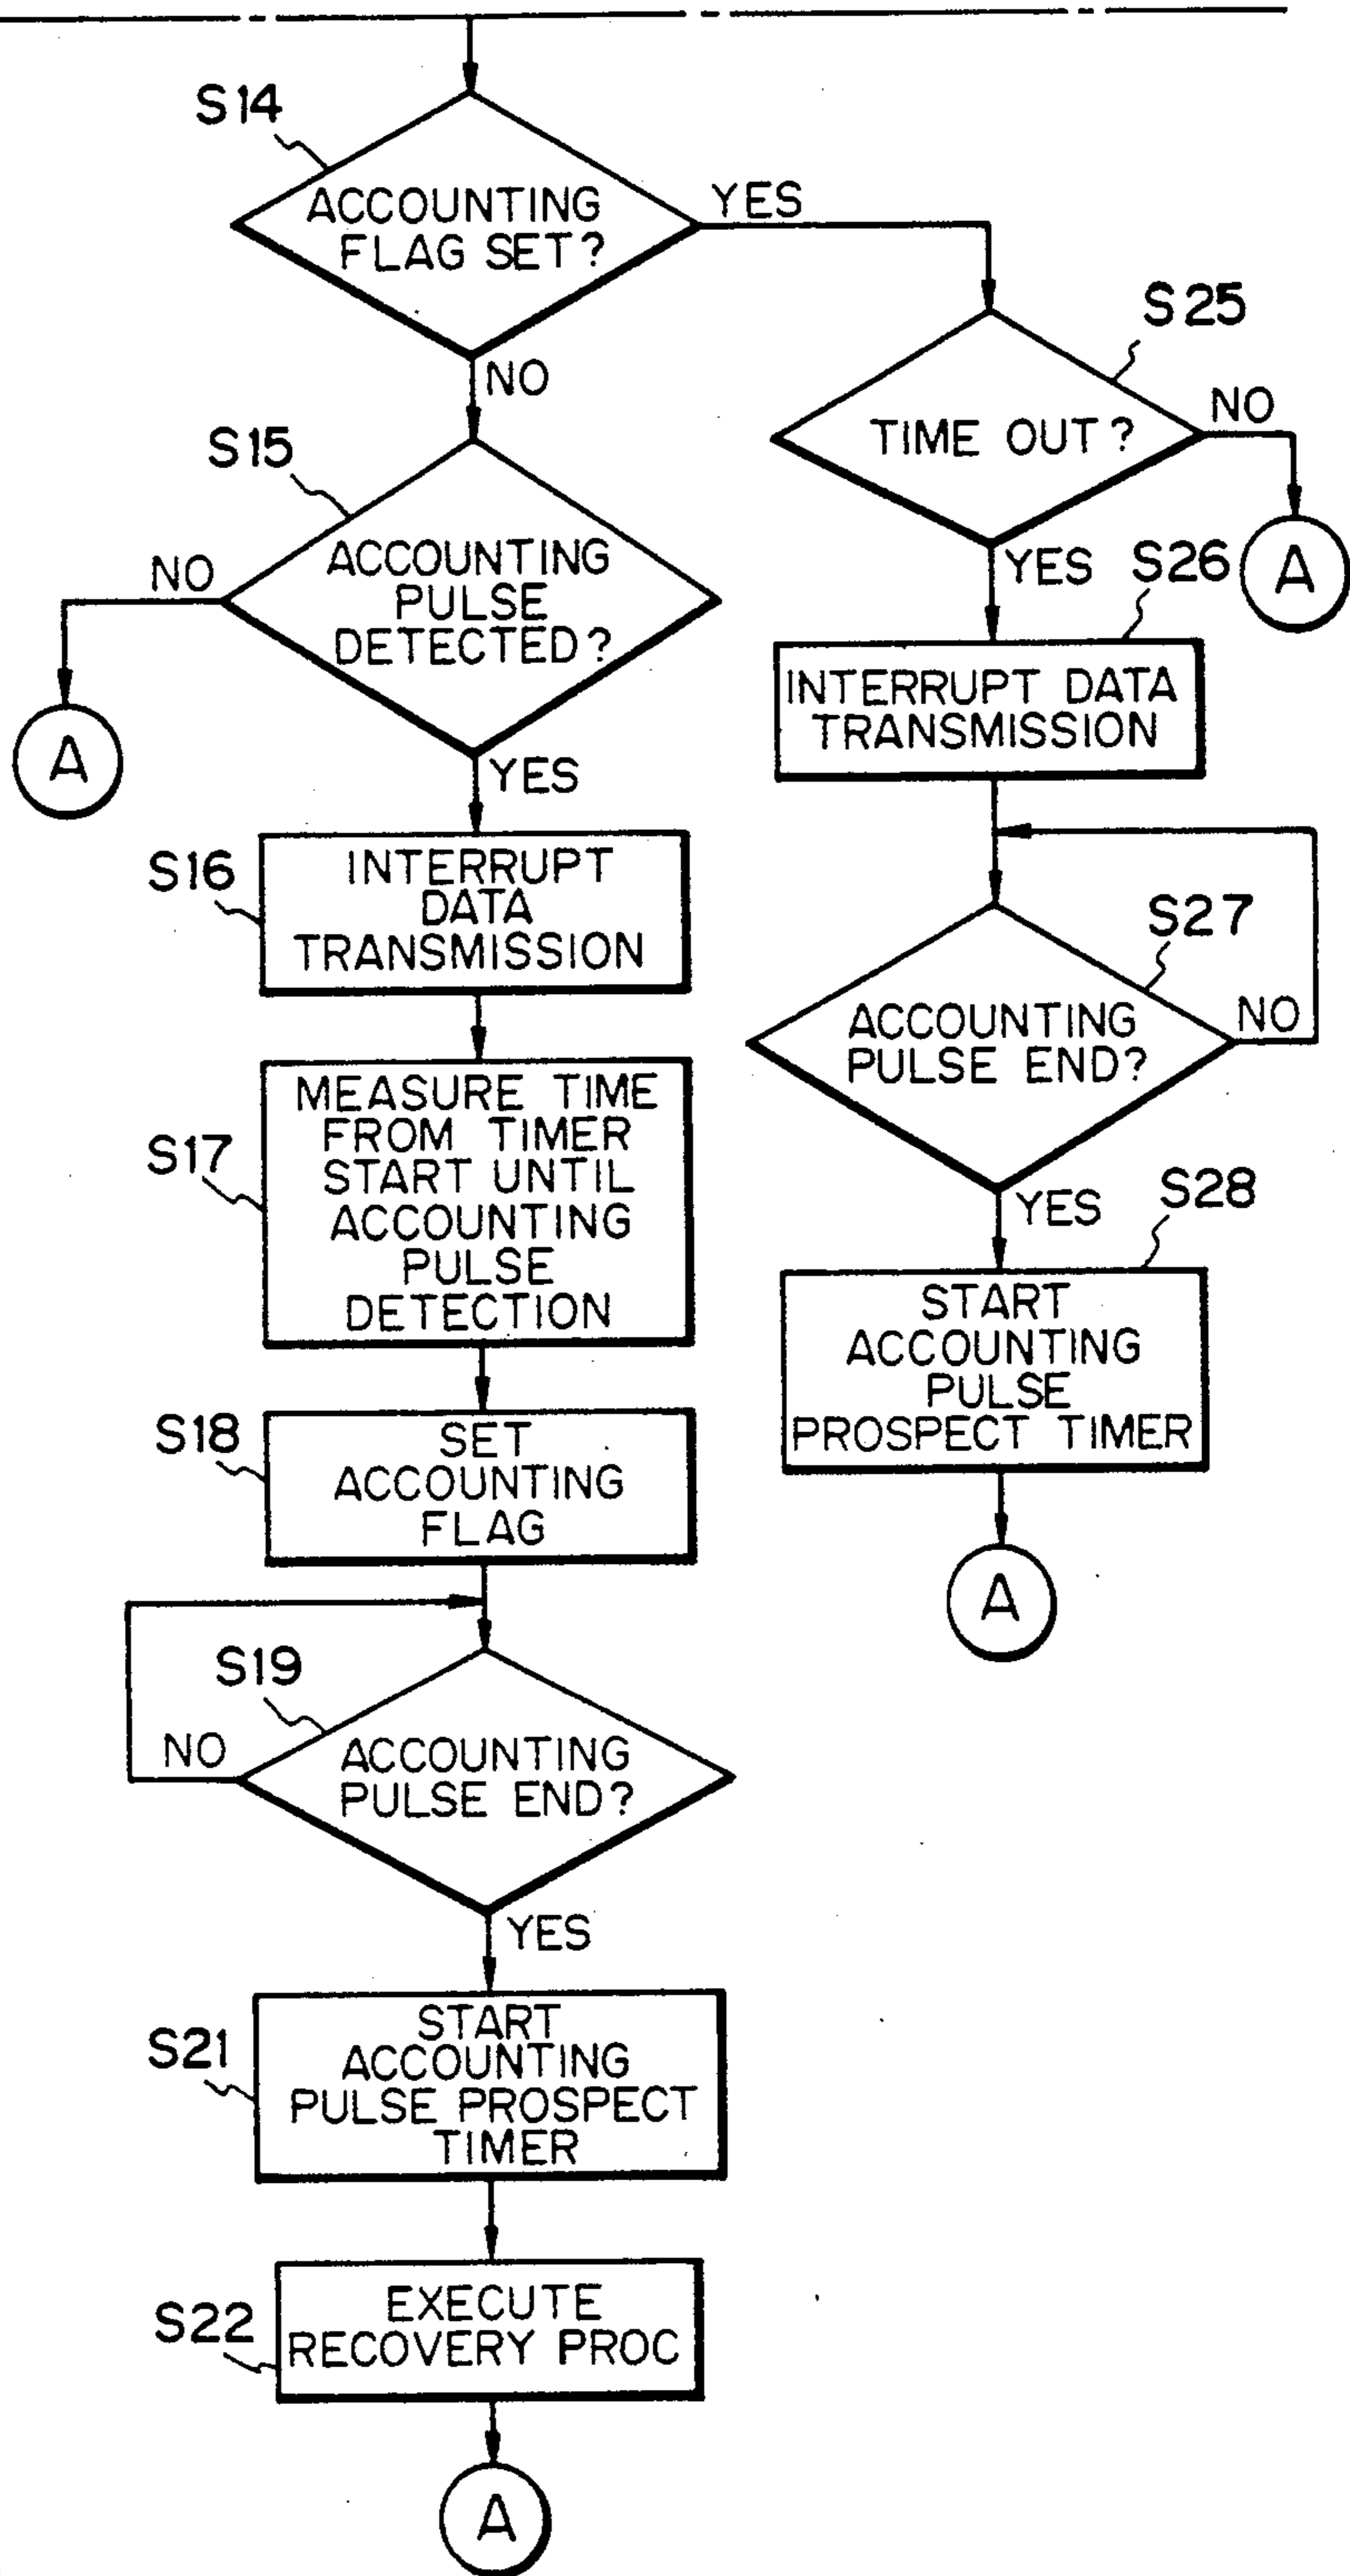 S14
ACCOUNTING
FLAG SET?
YES
NO
S25
TIME OUT?
NO
A
YES
S15
ACCOUNTING
PULSE
DETECTED?
NO
A
YES
S26
INTERRUPT DATA
TRANSMISSION
S16
INTERRUPT
DATA
TRANSMISSION
S27
ACCOUNTING
PULSE END?
NO
YES
S17
MEASURE TIME
FROM TIMER
START UNTIL
ACCOUNTING
PULSE
DETECTION
S28
START
ACCOUNTING
PULSE
PROSPECT TIMER
A
S18
SET
ACCOUNTING
FLAG
S19
ACCOUNTING
PULSE END?
NO
YES
S21
START
ACCOUNTING
PULSE PROSPECT
TIMER
S22
EXECUTE
RECOVERY PROC
A